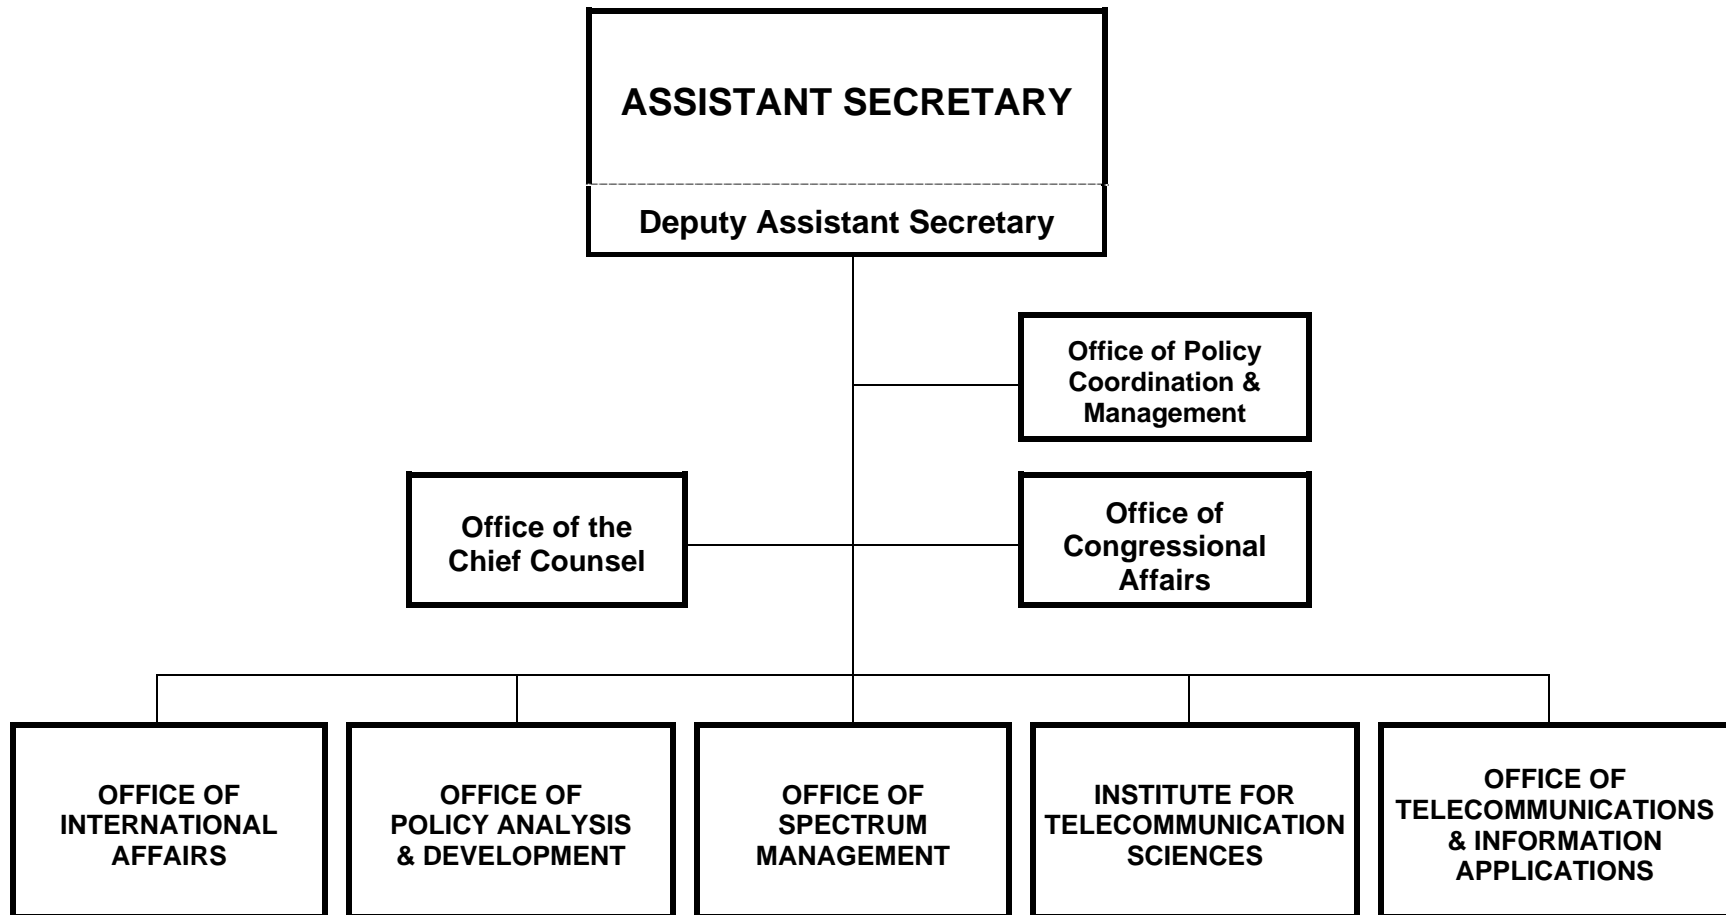 ASSISTANT SECRETARY
Deputy Assistant Secretary
Office of Policy
Coordination &
Management
Office of the
Chief Counsel
Office of
Congressional
Affairs
OFFICE OF
INTERNATIONAL
AFFAIRS
OFFICE OF
POLICY ANALYSIS
& DEVELOPMENT
OFFICE OF
SPECTRUM
MANAGEMENT
INSTITUTE FOR
TELECOMMUNICATION
SCIENCES
OFFICE OF
TELECOMMUNICATIONS
& INFORMATION
APPLICATIONS